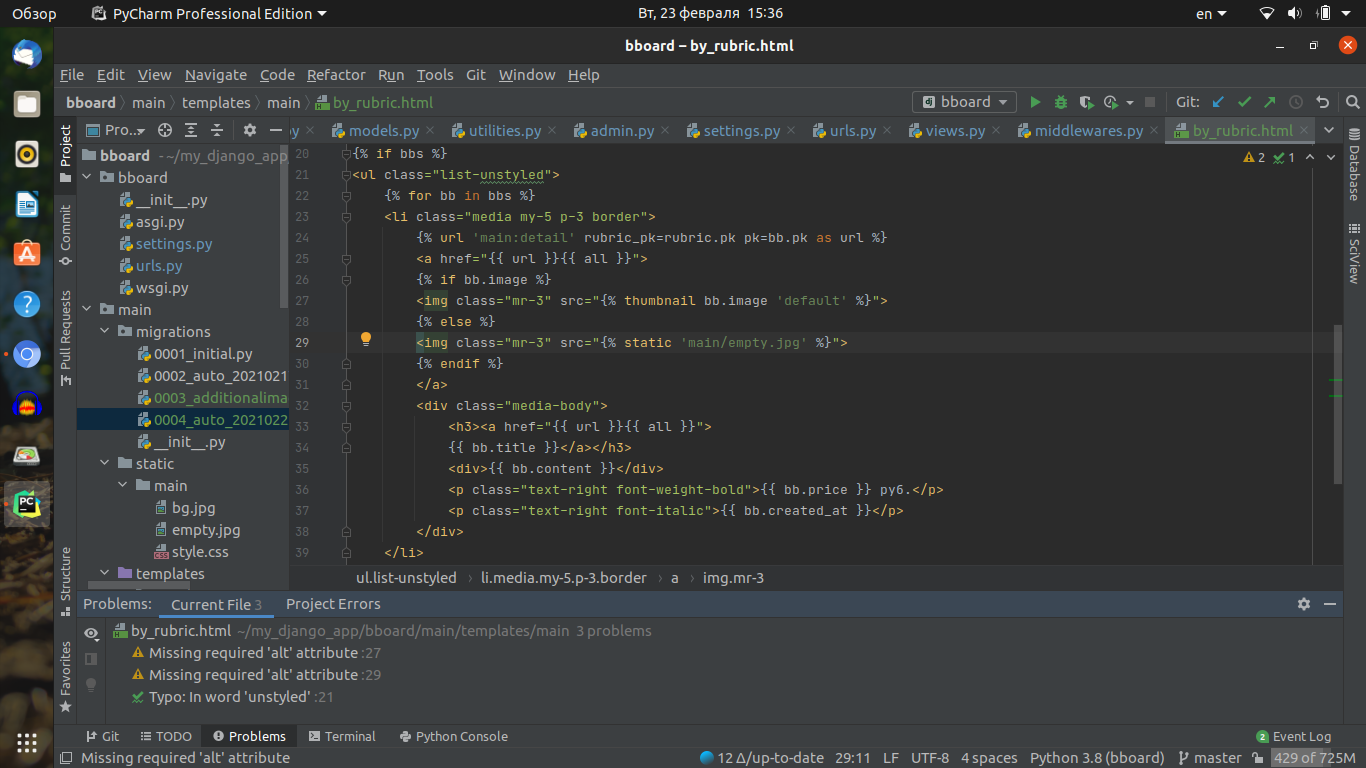 Обзор PyCharm Professional Edition Вт, 23 февраля 15:36 en
bboard – by_rubric.html
File Edit View Navigate Code Refactor Run Tools Git Window Help
bboard main templates main by_rubric.html bboard Git:
Pro... py models.py utilities.py admin.py settings.py urls.py views.py middlewares.py by_rubric.html
Project
Commit
Pull Requests
Structure
Favorites
bboard ~/my_django_app
bboard
__init__.py
asgi.py
settings.py
urls.py
wsgi.py
main
migrations
0001_initial.py
0002_auto_2021021
0003_additionalima
0004_auto_2021022
__init__.py
static
main
bg.jpg
empty.jpg
style.css
templates
2 1
20 {% if bbs %}
21 <ul class="list-unstyled">
22 {% for bb in bbs %}
23 <li class="media my-5 p-3 border">
24 {% url 'main:detail' rubric_pk=rubric.pk pk=bb.pk as url %}
25 <a href="{{ url }}{{ all }}">
26 {% if bb.image %}
27 <img class="mr-3" src="{% thumbnail bb.image 'default' %}">
28 {% else %}
29 <img class="mr-3" src="{% static 'main/empty.jpg' %}">
30 {% endif %}
31 </a>
32 <div class="media-body">
33 <h3><a href="{{ url }}{{ all }}">
34 {{ bb.title }}</a></h3>
35 <div>{{ bb.content }}</div>
36 <p class="text-right font-weight-bold">{{ bb.price }} руб.</p>
37 <p class="text-right font-italic">{{ bb.created_at }}</p>
38 </div>
39 </li>
Database
SciView
ul.list-unstyled li.media.my-5.p-3.border a img.mr-3
Problems: Current File 3 Project Errors
by_rubric.html ~/my_django_app/bboard/main/templates/main 3 problems
Missing required 'alt' attribute :27
Missing required 'alt' attribute :29
Typo: In word 'unstyled' :21
Git TODO Problems Terminal Python Console 2 Event Log
Missing required 'alt' attribute 12 Δ/up-to-date 29:11 LF UTF-8 4 spaces Python 3.8 (bboard) master 429 of 725M